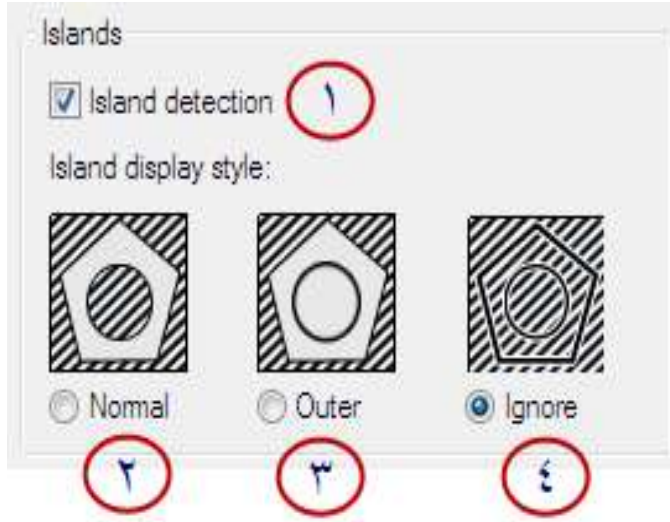 Islands
Island detection ١
Island display style:
Normal Outer Ignore
٢ ٣ ٤